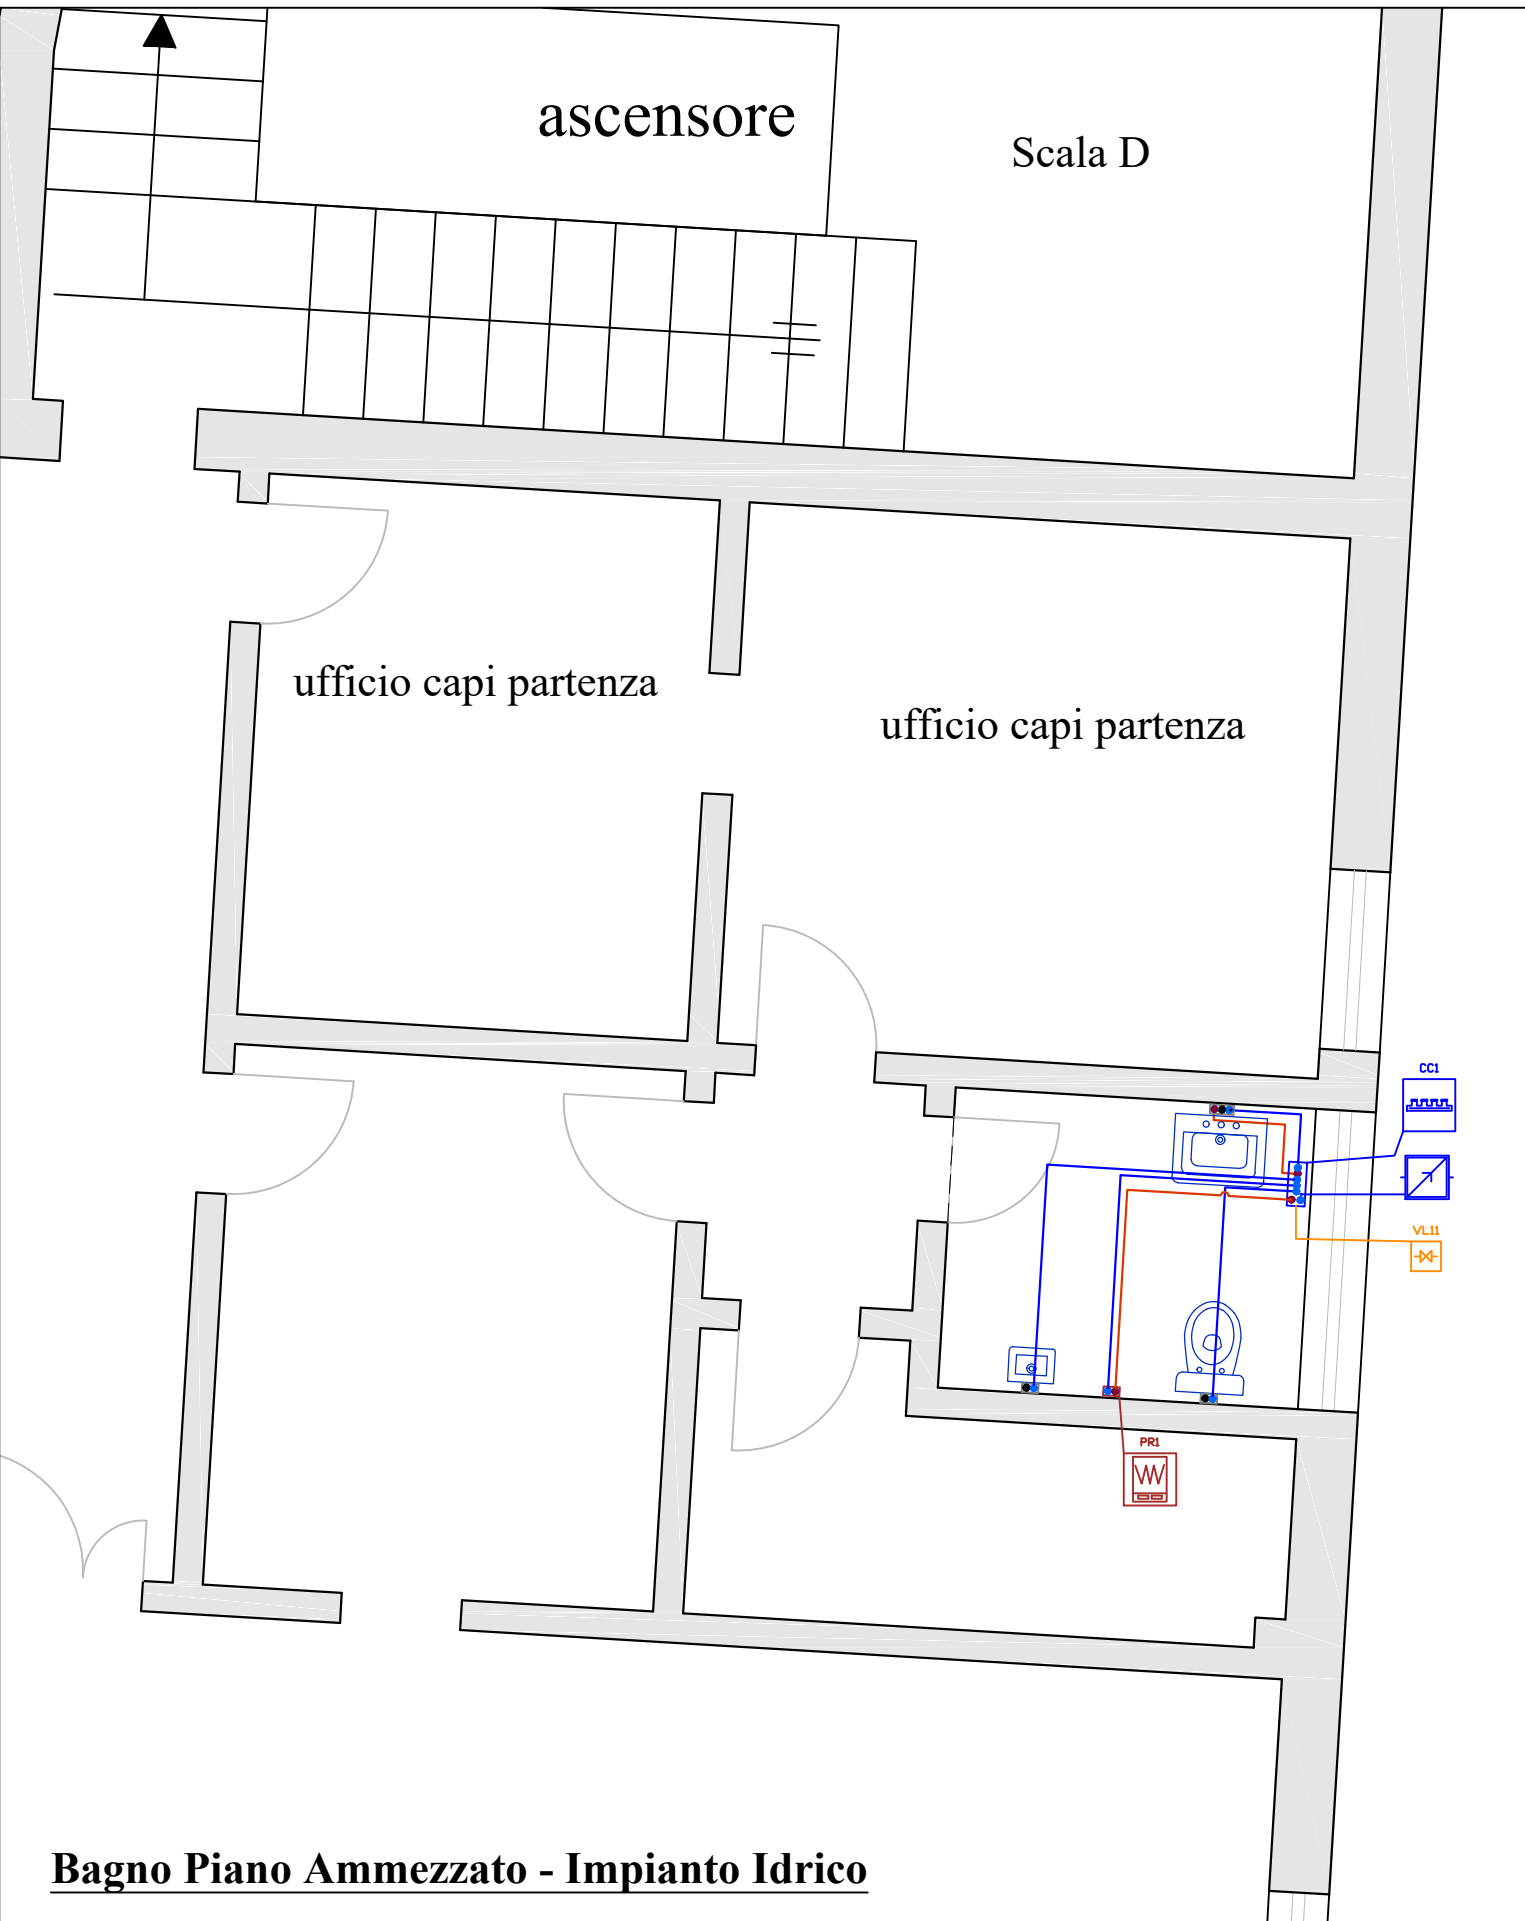 ascensore
Scala D
ufficio capi partenza
ufficio capi partenza
CC1
VL11
PR1
Bagno Piano Ammezzato - Impianto Idrico